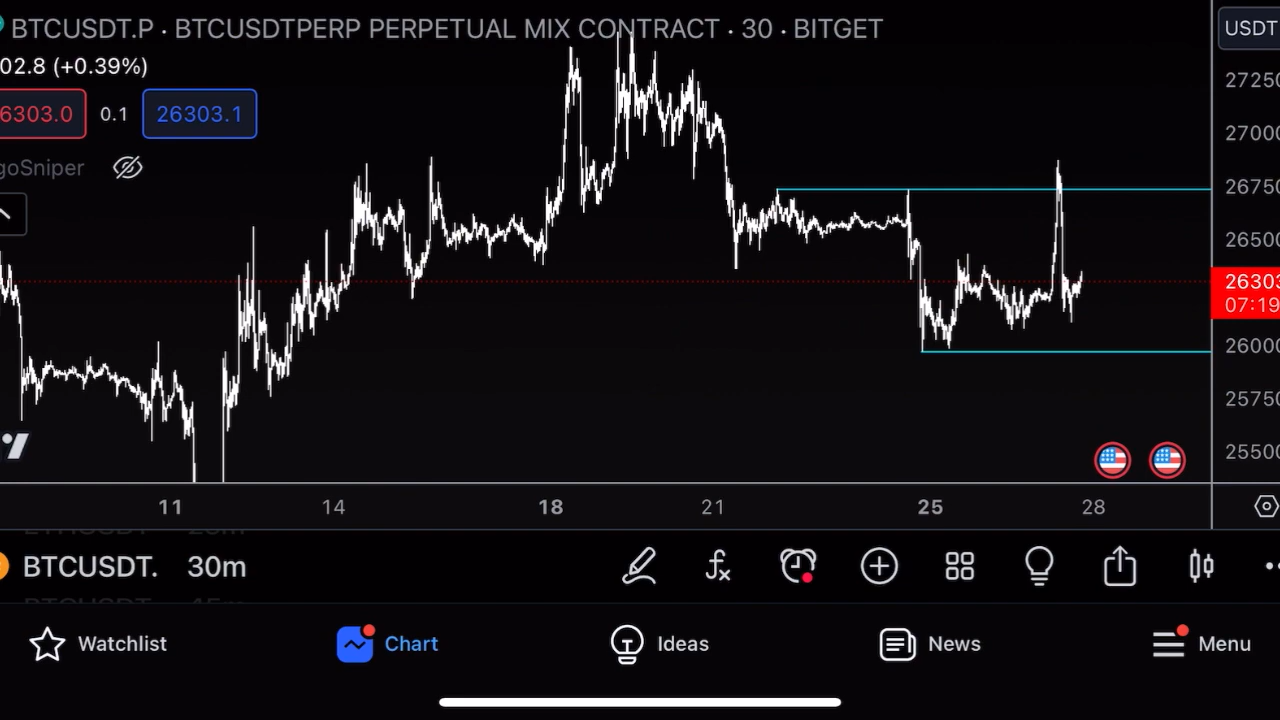 BTCUSDT.P · BTCUSDTPERP PERPETUAL MIX CONTRACT · 30 · BITGET
USDT
02.8 (+0.39%)
6303.0 0.1 26303.1
goSniper
27250
27000
26750
26500
26303
07:19
26000
25750
25500
11 14 18 21 25 28
BTCUSDT. 30m
Watchlist Chart Ideas News Menu